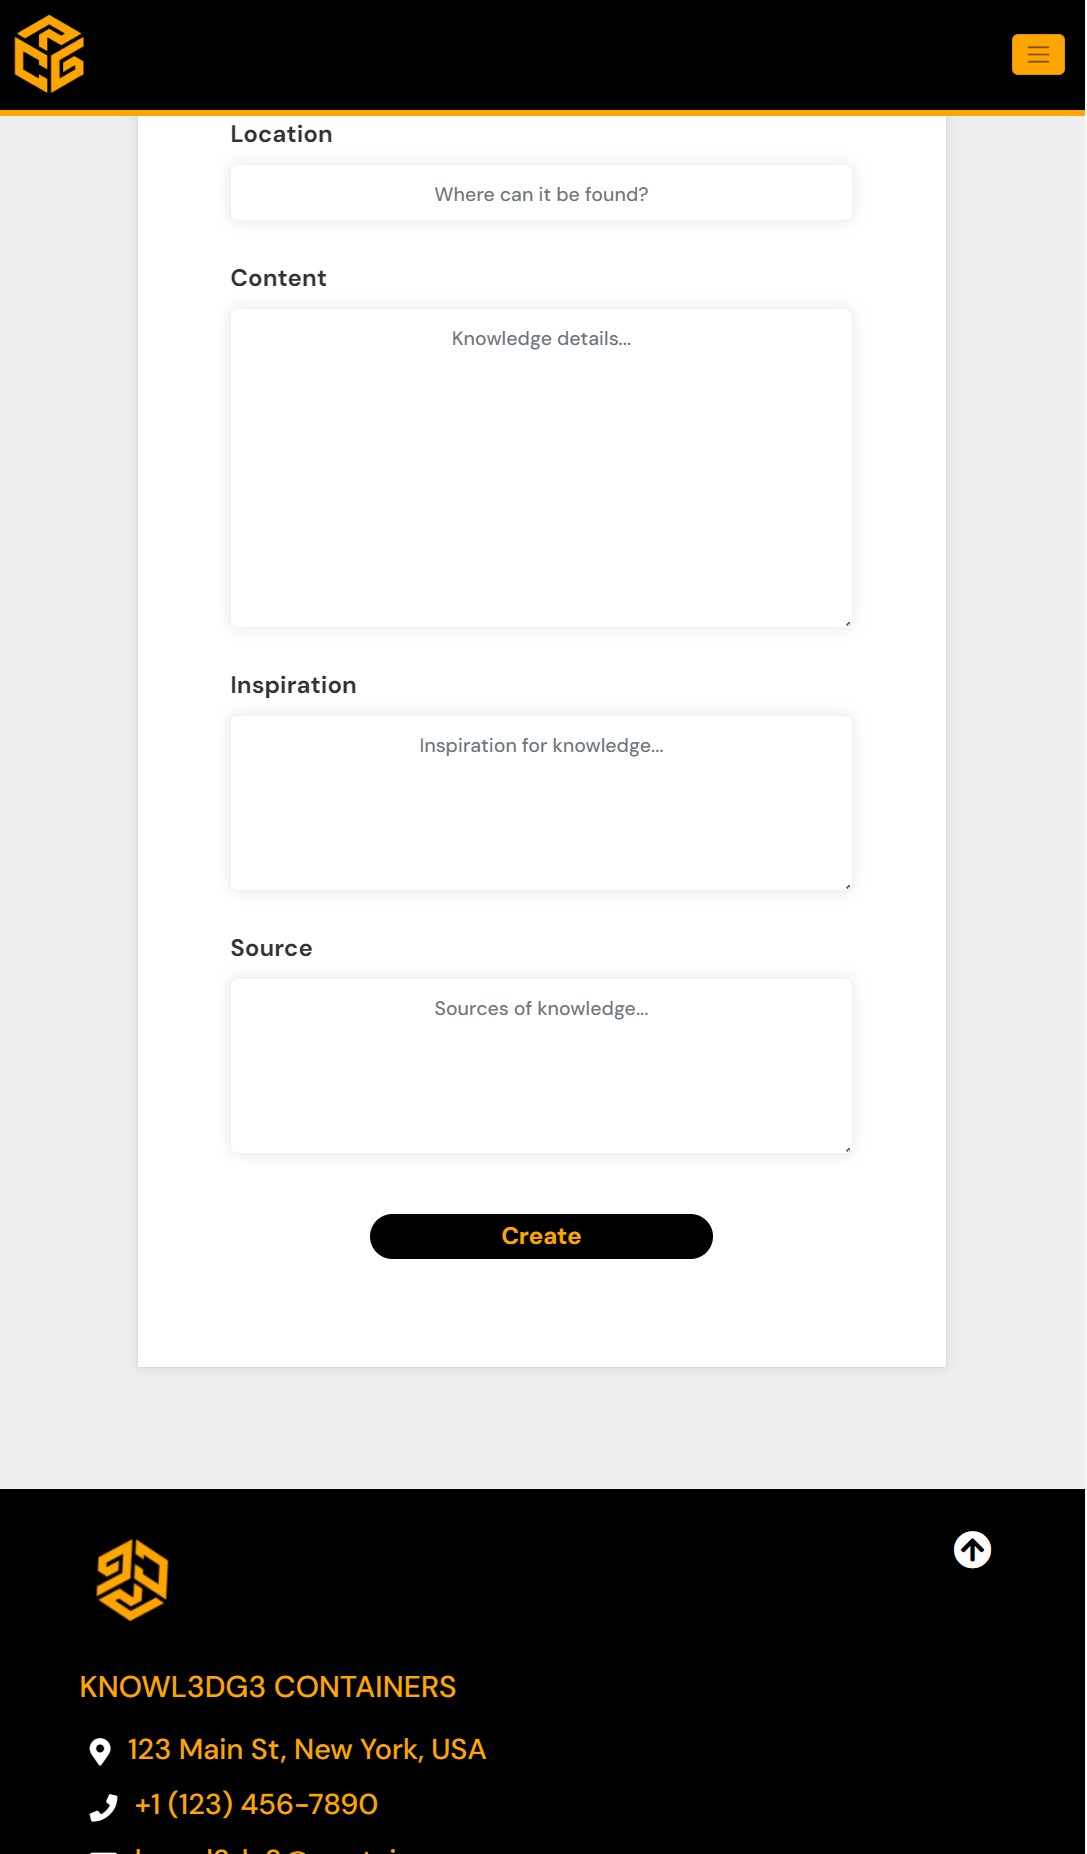 Location
Where can it be found?
Content
Knowledge details...
Inspiration
Inspiration for knowledge...
Source
Sources of knowledge...
Create
KNOWL3DG3 CONTAINERS
123 Main St, New York, USA
+1 (123) 456-7890